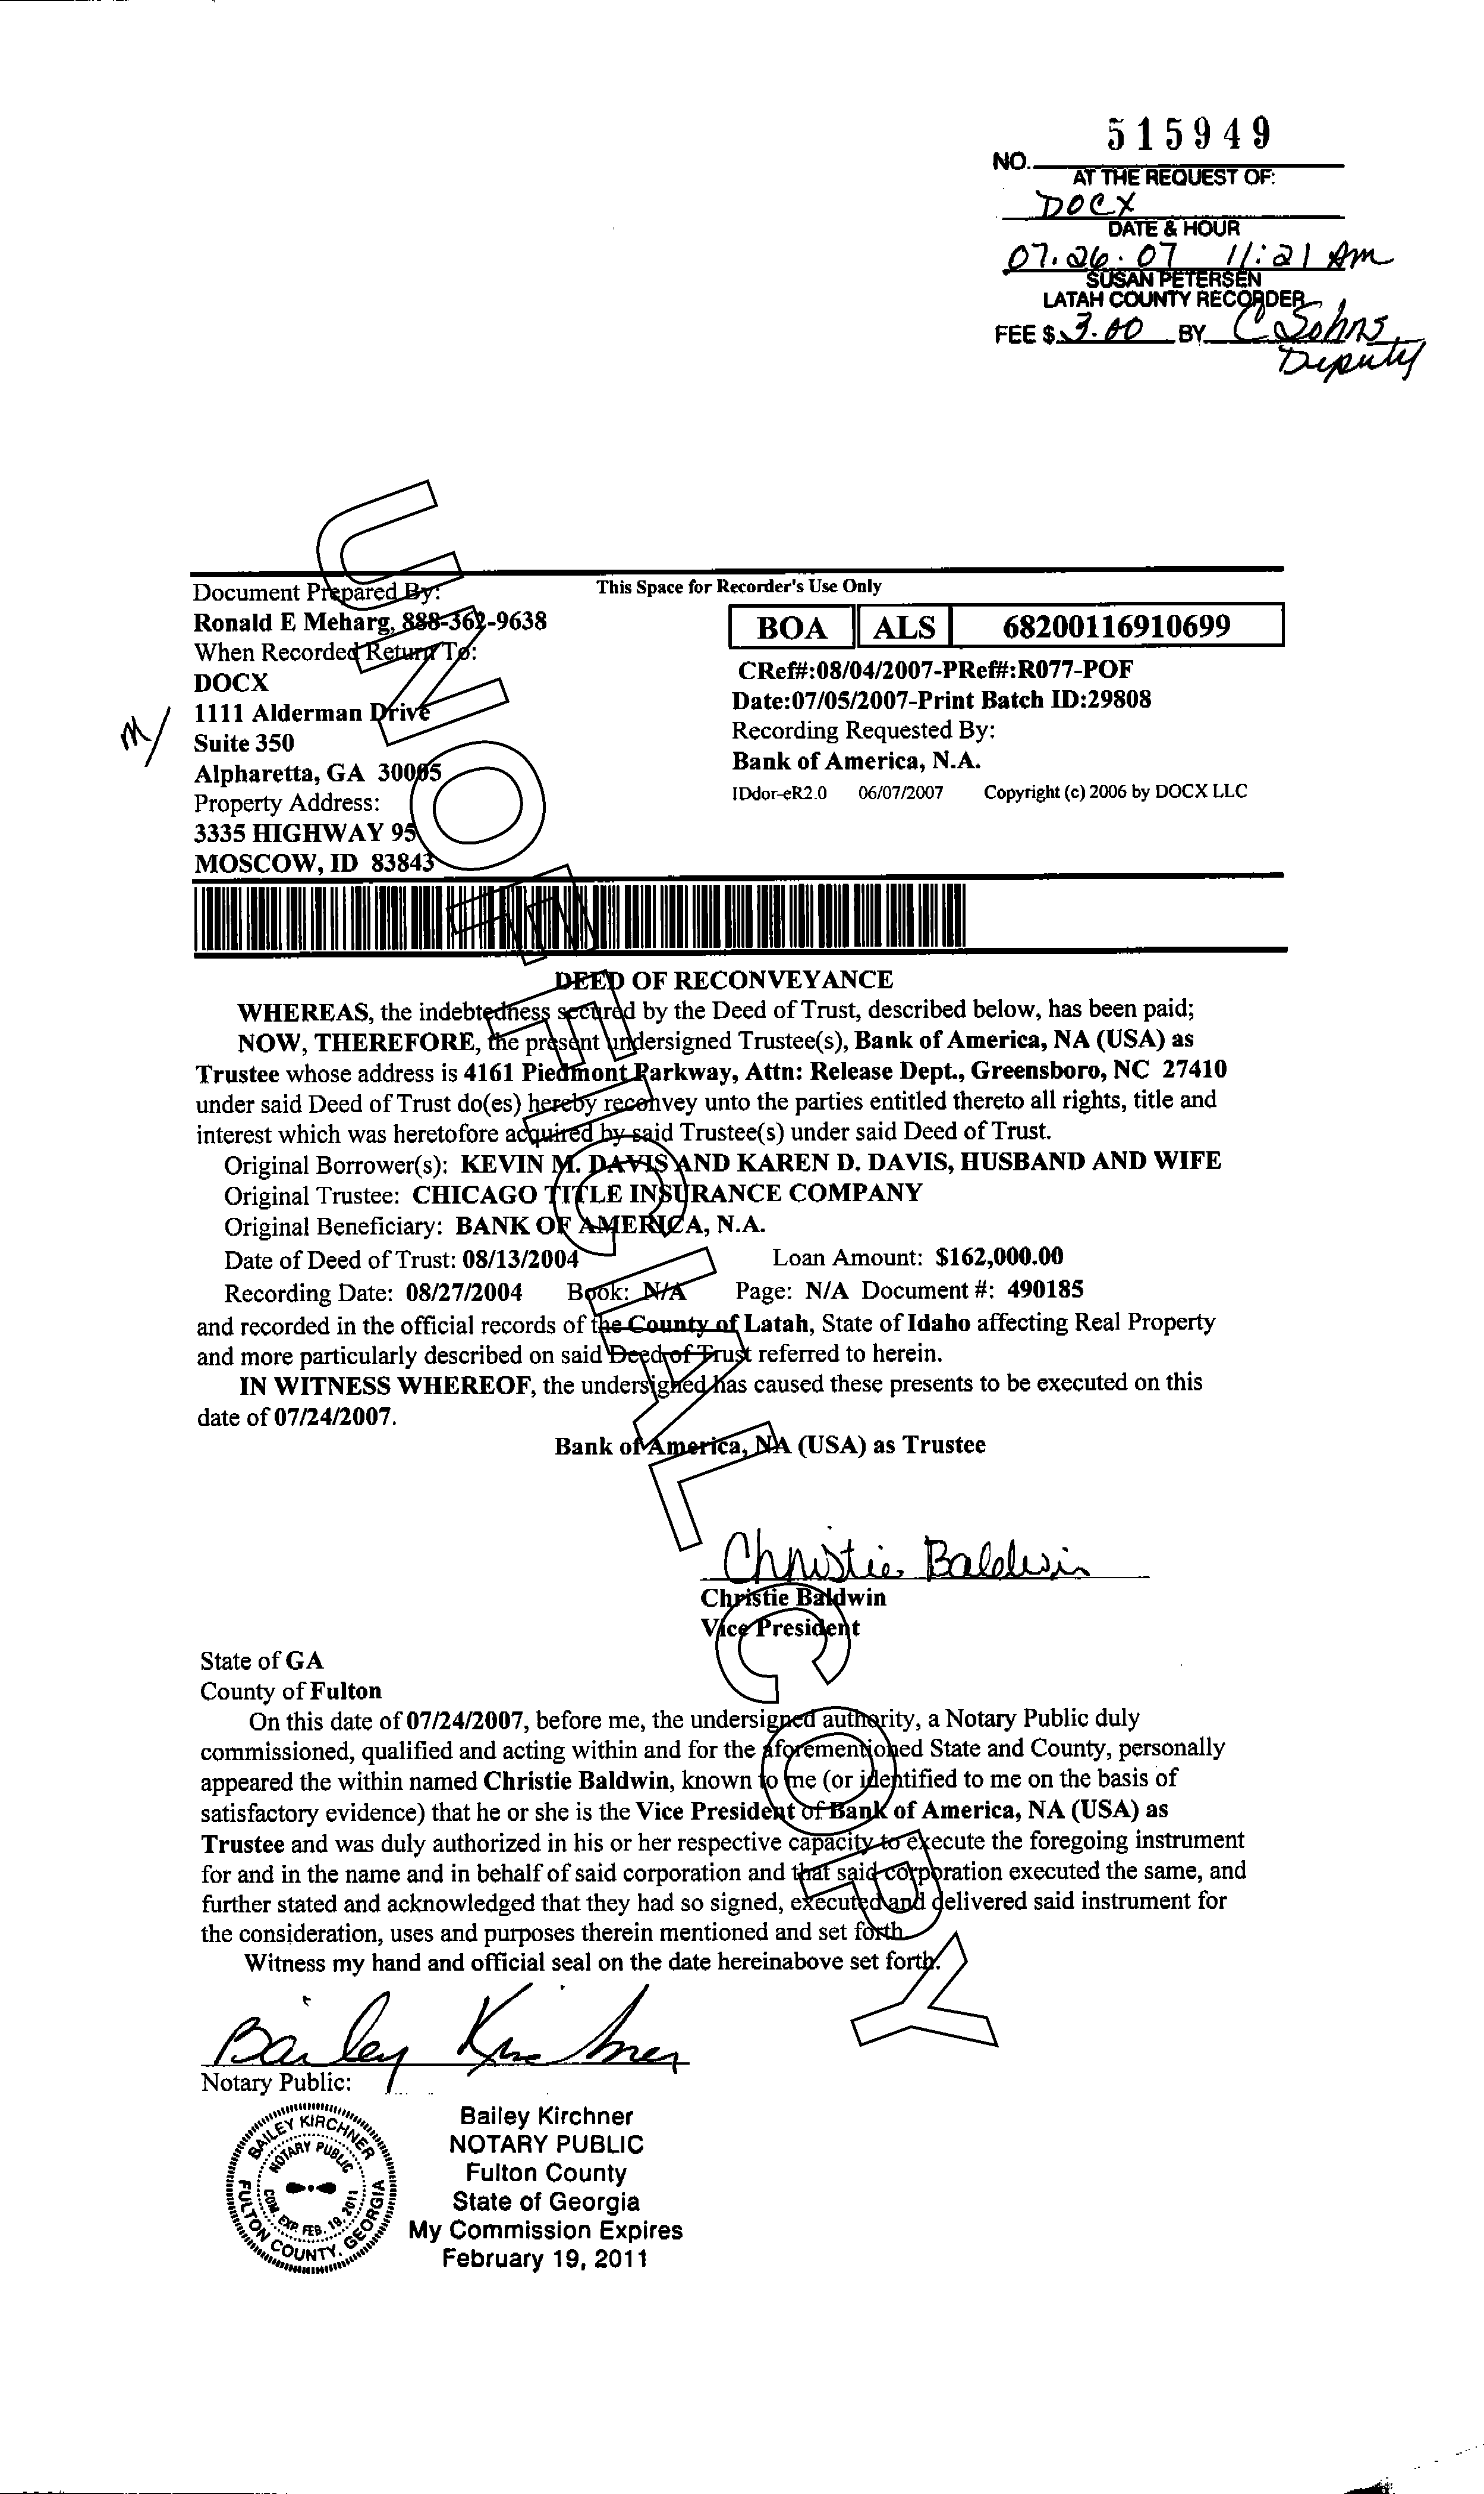 515949
NO.
AT THE REQUEST OF:
DOCX
DATE & HOUR
07.26.07 11:21 Am
SUSAN PETERSEN
LATAH COUNTY RECORDER
FEE $ 3.00 BY C Sohns
Deputy
This Space for Recorder's Use Only
Document Prepared By:
Ronald E Meharg, 888-362-9638
When Recorded Return To:
DOCX
1111 Alderman Drive
Suite 350
Alpharetta, GA 30005
Property Address:
3335 HIGHWAY 95
MOSCOW, ID 83843
BOA ALS 68200116910699
CRef#:08/04/2007-PRef#:R077-POF
Date:07/05/2007-Print Batch ID:29808
Recording Requested By:
Bank of America, N.A.
IDdor-eR2.0 06/07/2007 Copyright (c) 2006 by DOCX LLC
DEED OF RECONVEYANCE
WHEREAS, the indebtedness secured by the Deed of Trust, described below, has been paid;
NOW, THEREFORE, the present undersigned Trustee(s), Bank of America, NA (USA) as
Trustee whose address is 4161 Piedmont Parkway, Attn: Release Dept., Greensboro, NC 27410
under said Deed of Trust do(es) hereby reconvey unto the parties entitled thereto all rights, title and
interest which was heretofore acquired by said Trustee(s) under said Deed of Trust.
Original Borrower(s): KEVIN M. DAVIS AND KAREN D. DAVIS, HUSBAND AND WIFE
Original Trustee: CHICAGO TITLE INSURANCE COMPANY
Original Beneficiary: BANK OF AMERICA, N.A.
Date of Deed of Trust: 08/13/2004 Loan Amount: $162,000.00
Recording Date: 08/27/2004 Book: N/A Page: N/A Document #: 490185
and recorded in the official records of the County of Latah, State of Idaho affecting Real Property
and more particularly described on said Deed of Trust referred to herein.
IN WITNESS WHEREOF, the undersigned has caused these presents to be executed on this
date of 07/24/2007.
Bank of America, NA (USA) as Trustee
Christie Baldwin
Christie Baldwin
Vice President
State of GA
County of Fulton
On this date of 07/24/2007, before me, the undersigned authority, a Notary Public duly
commissioned, qualified and acting within and for the aforementioned State and County, personally
appeared the within named Christie Baldwin, known to me (or identified to me on the basis of
satisfactory evidence) that he or she is the Vice President of Bank of America, NA (USA) as
Trustee and was duly authorized in his or her respective capacity to execute the foregoing instrument
for and in the name and in behalf of said corporation and that said corporation executed the same, and
further stated and acknowledged that they had so signed, executed and delivered said instrument for
the consideration, uses and purposes therein mentioned and set forth.
Witness my hand and official seal on the date hereinabove set forth.
Bailey Kirchner
Notary Public:
BAILEY KIRCHNER
NOTARY PUBLIC
COM. EXP. FEB. 19, 2011
FULTON COUNTY, GEORGIA
Bailey Kirchner
NOTARY PUBLIC
Fulton County
State of Georgia
My Commission Expires
February 19, 2011
UNOFFICIAL COPY